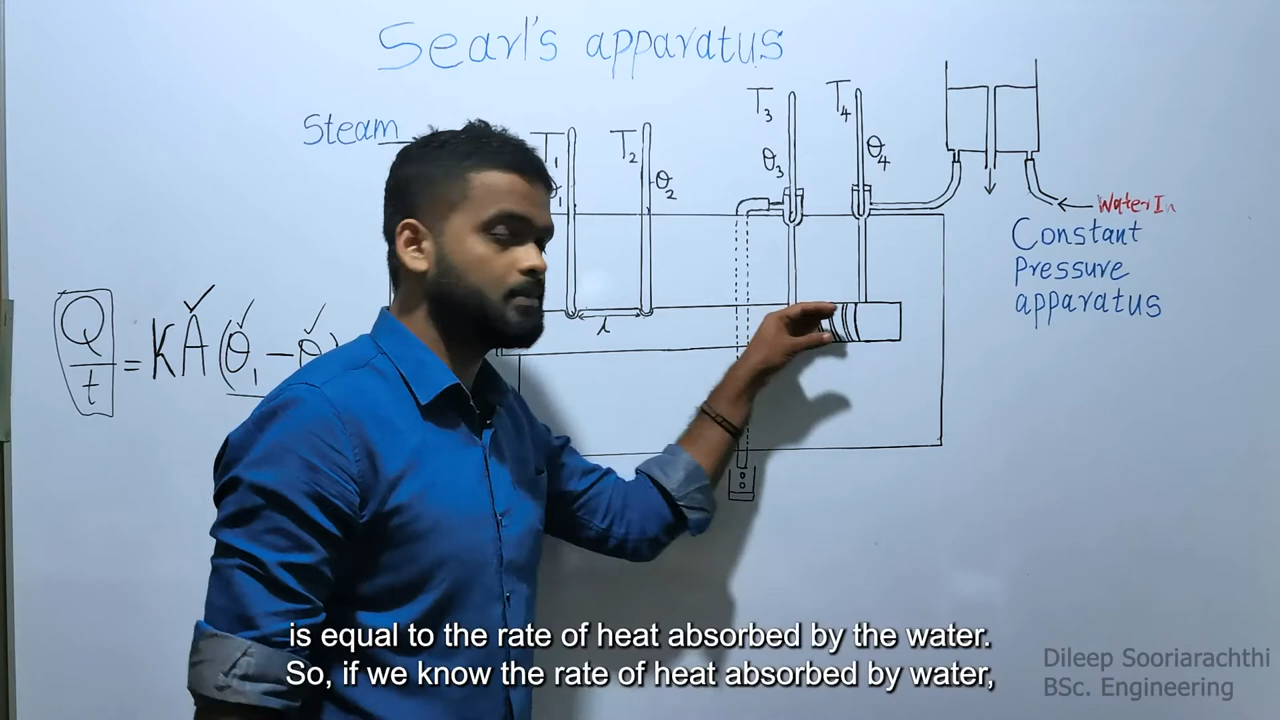 Searl's apparatus
Steam
T1
θ1
T2
θ2
T3
θ3
T4
θ4
l
Water In
Constant
Pressure
apparatus
Q/t = KA(θ1 - θ
is equal to the rate of heat absorbed by the water.
So, if we know the rate of heat absorbed by water,
Dileep Sooriarachthi
BSc. Engineering